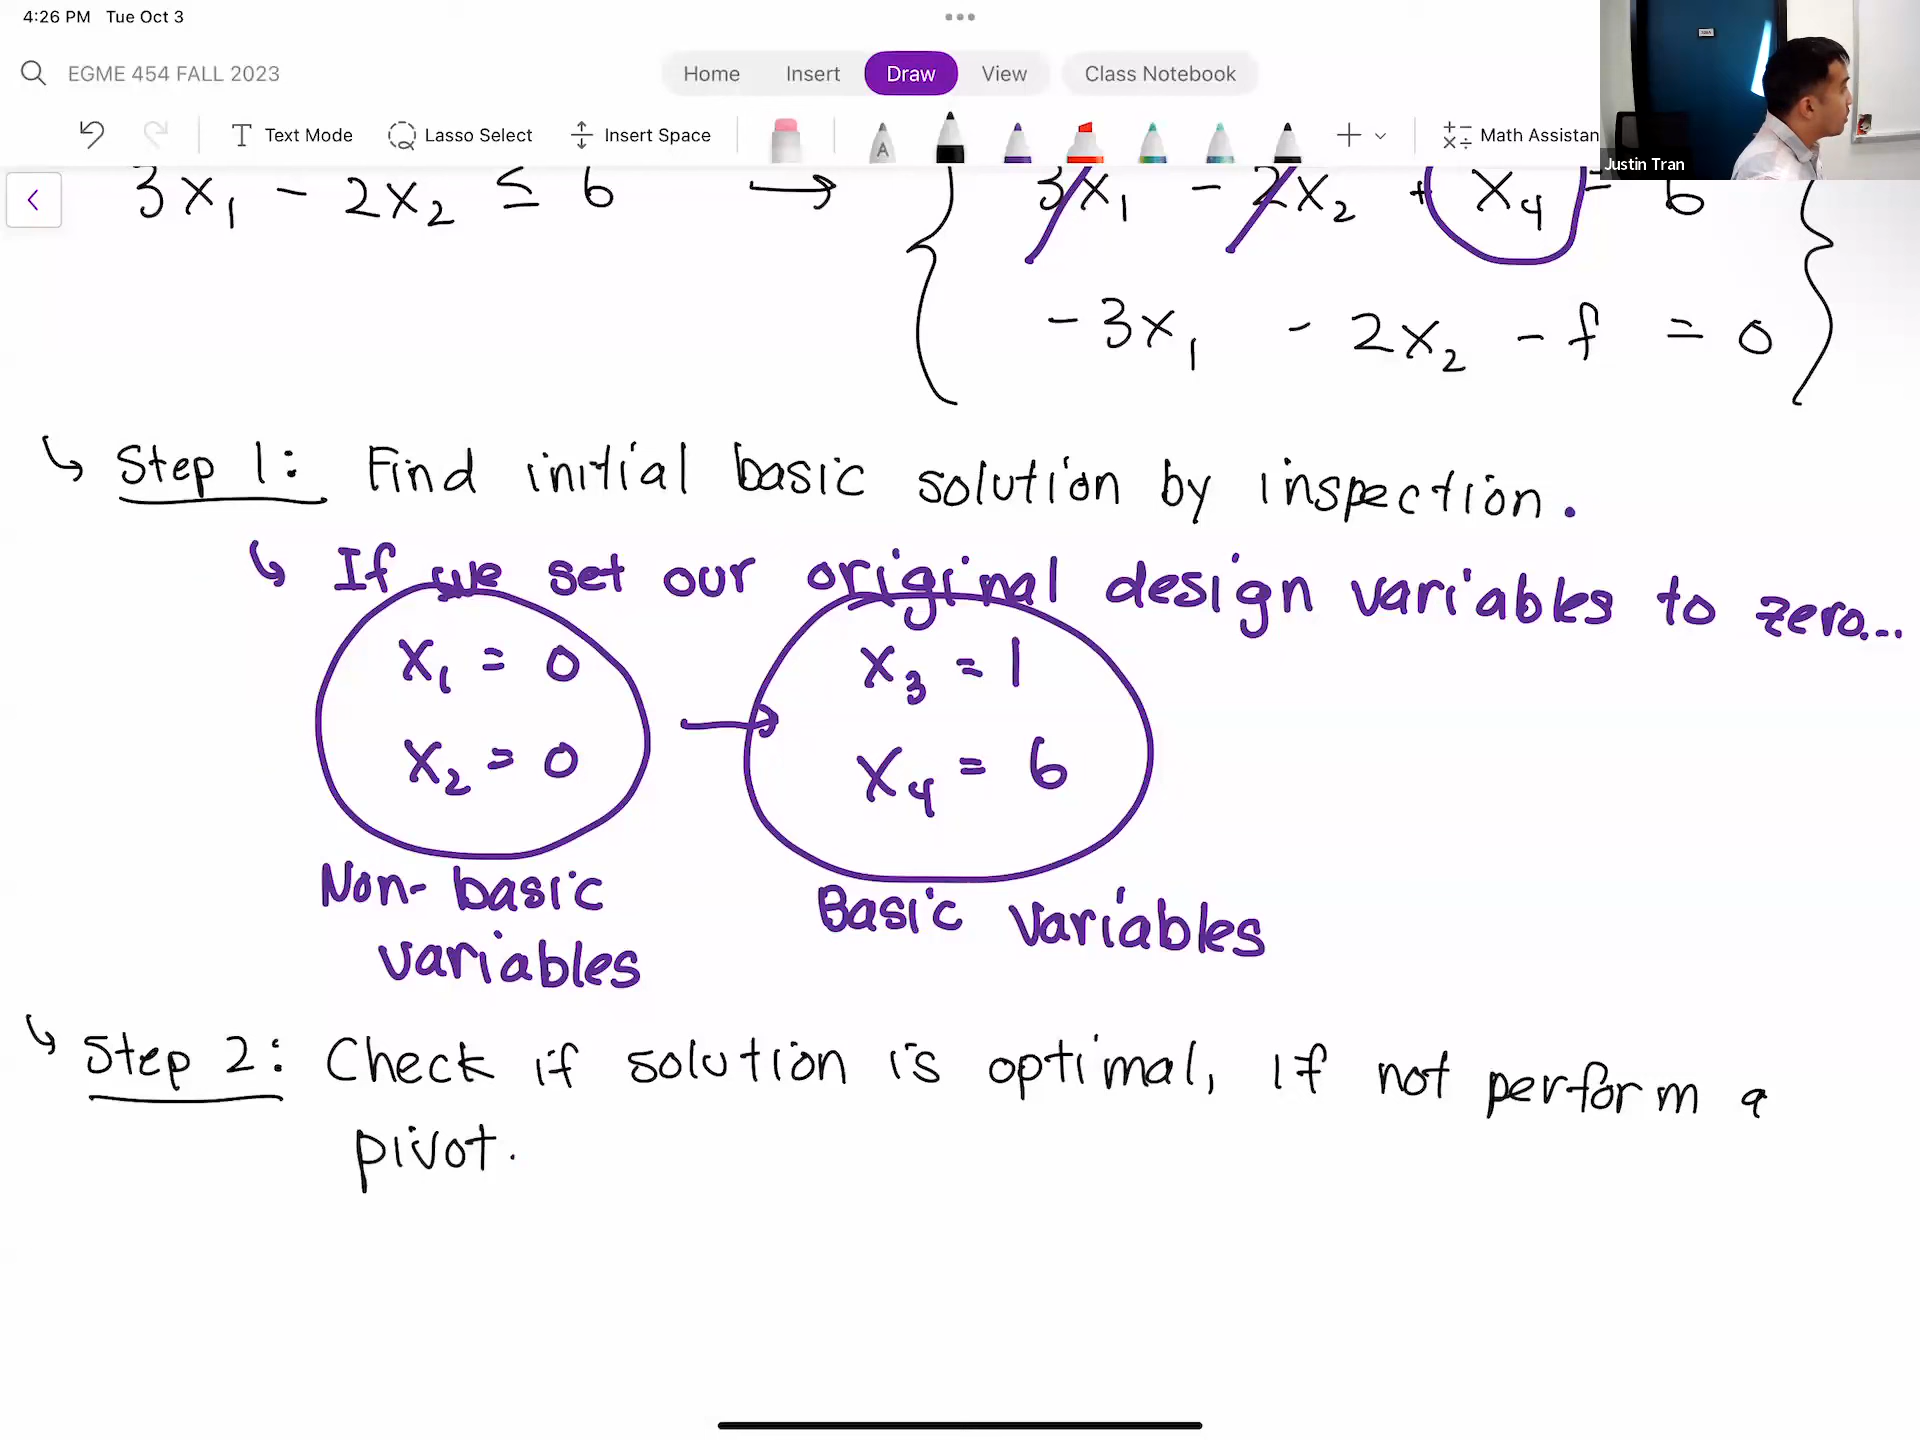 4:26 PM Tue Oct 3
EGME 454 FALL 2023
Home Insert Draw View Class Notebook
Text Mode Lasso Select Insert Space A Math Assistan
Justin Tran
3x₁ - 2x₂ ≤ 6 → 3x₁ - 2x₂ + x₄ = 6
-3x₁ - 2x₂ - f = 0
↳ Step 1: Find initial basic solution by inspection.
↳ If we set our original design variables to zero...
x₁ = 0 → x₃ = 1
x₂ = 0 x₄ = 6
Non-basic Basic variables
variables
↳ Step 2: Check if solution is optimal, if not perform a
pivot.